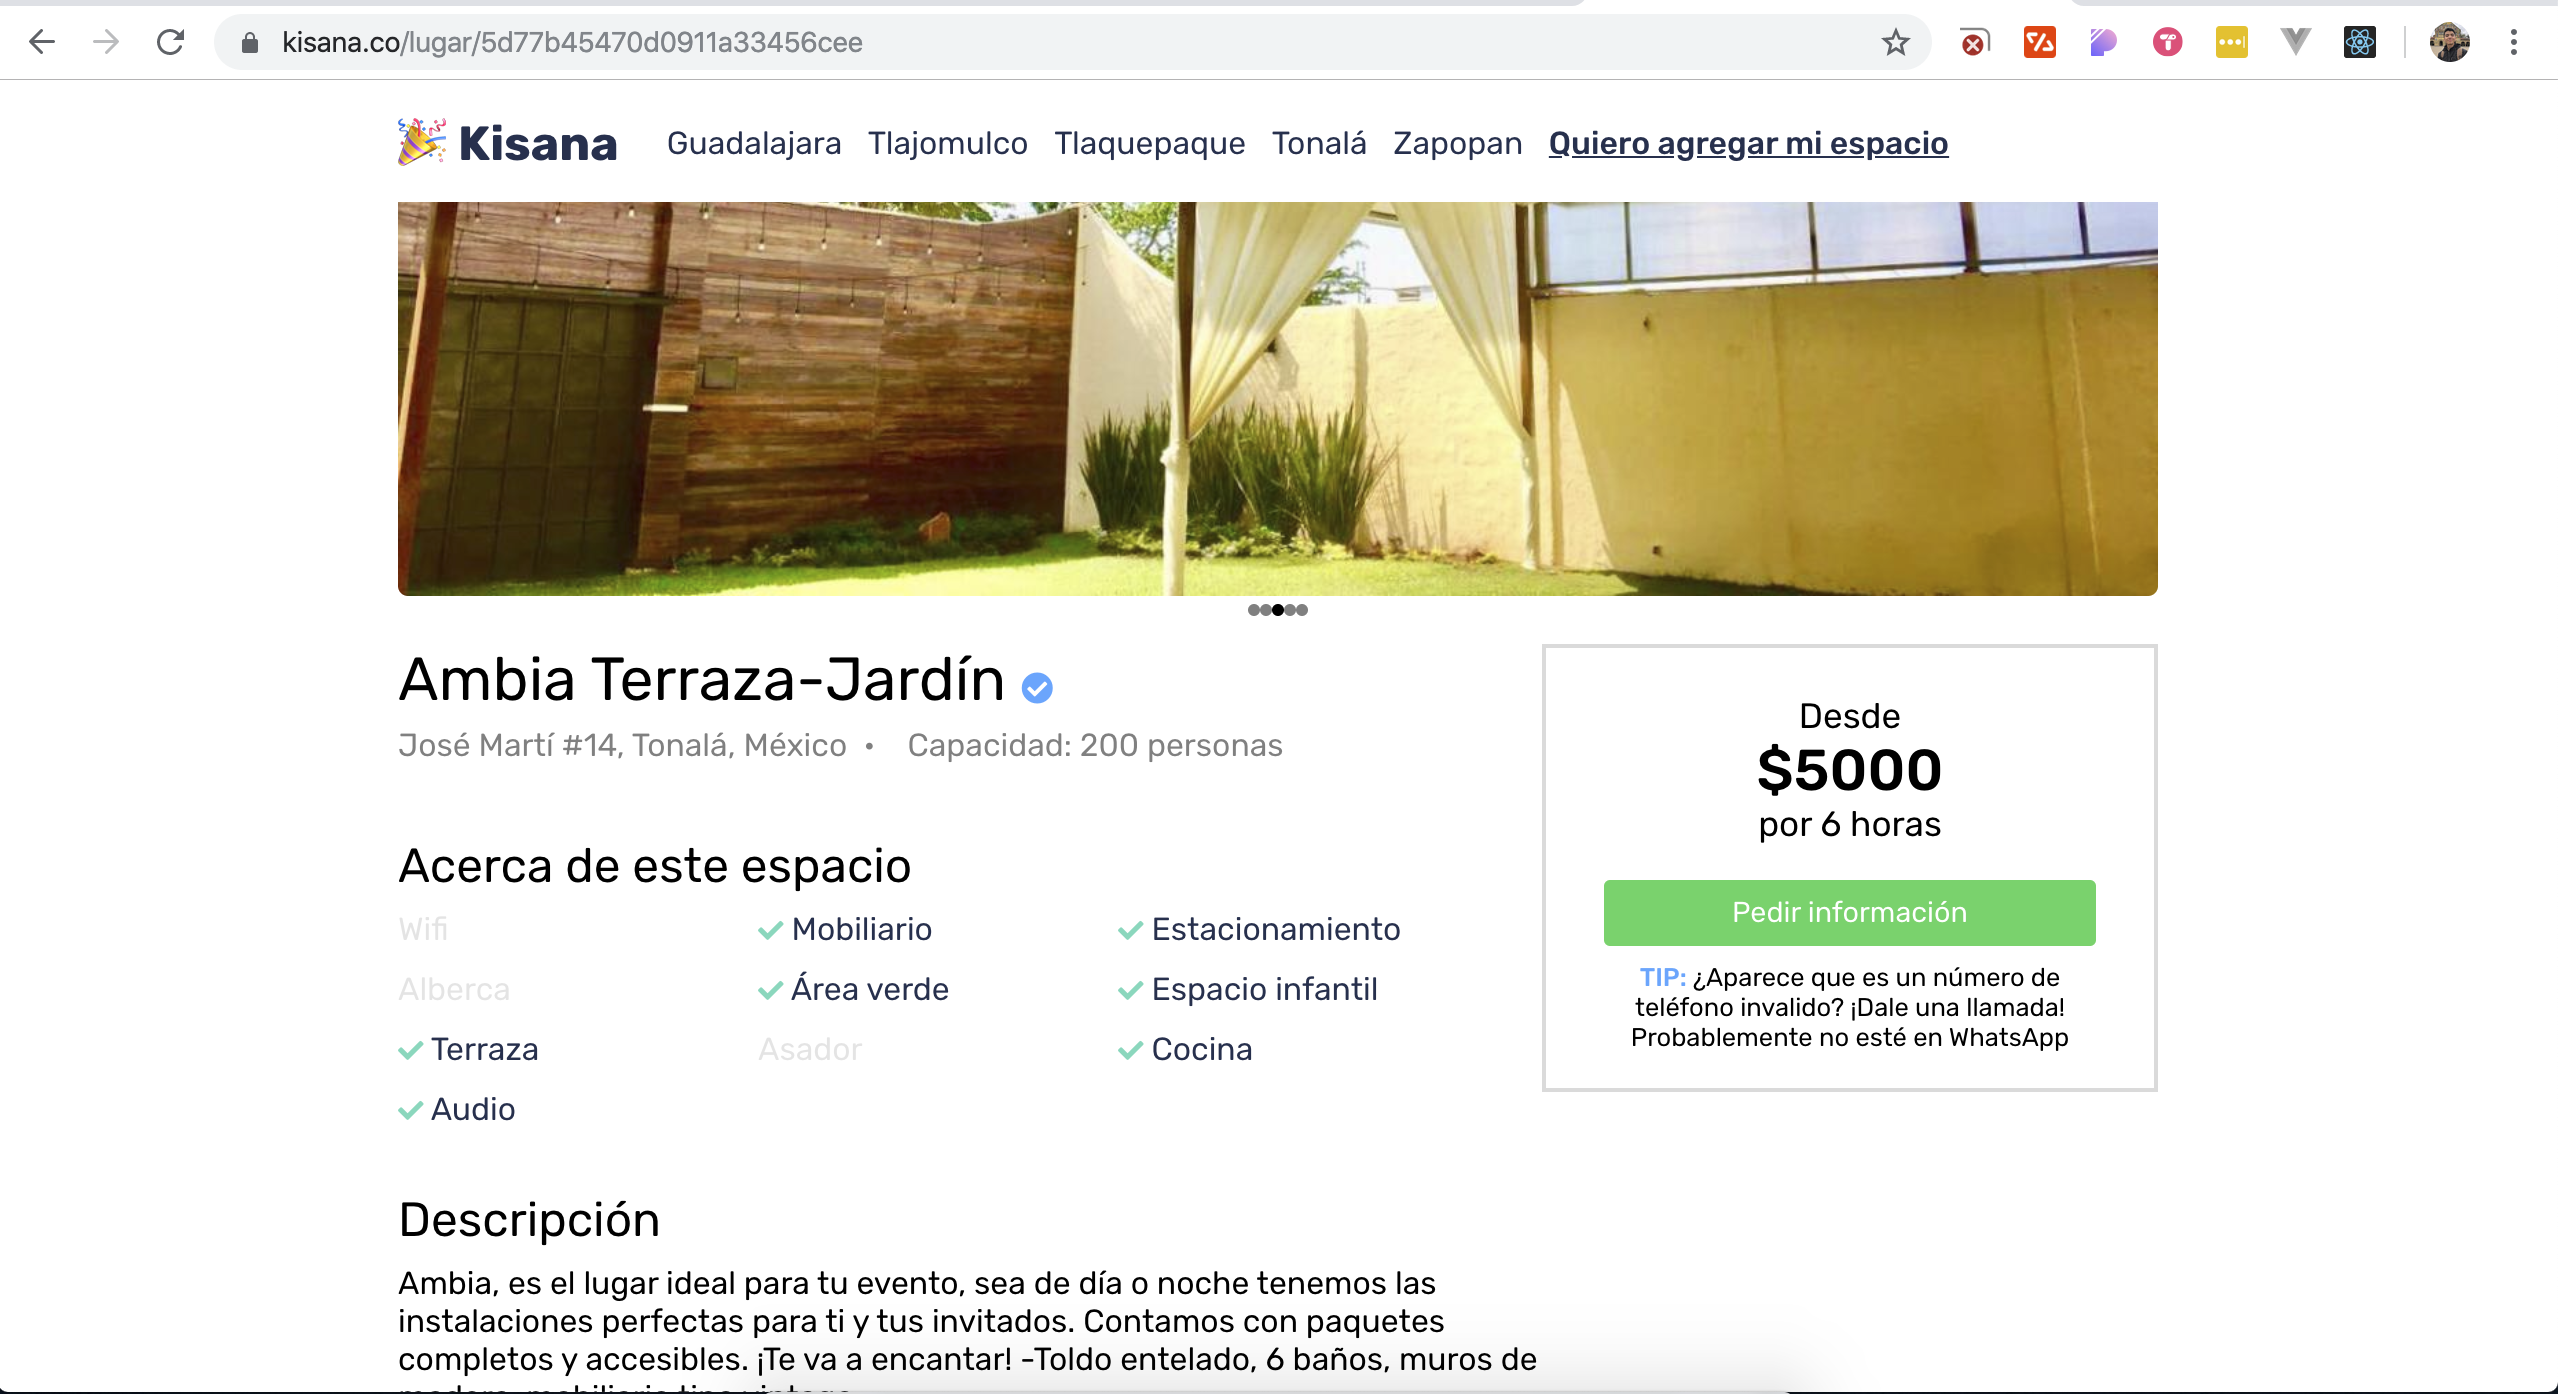 kisana.co/lugar/5d77b45470d0911a33456cee
Kisana Guadalajara Tlajomulco Tlaquepaque Tonalá Zapopan Quiero agregar mi espacio
Ambia Terraza-Jardín
José Martí #14, Tonalá, México • Capacidad: 200 personas
Desde
$5000
por 6 horas
Pedir información
TIP: ¿Aparece que es un número de
teléfono invalido? ¡Dale una llamada!
Probablemente no esté en WhatsApp
Acerca de este espacio
Wifi Mobiliario Estacionamiento
Alberca Área verde Espacio infantil
Terraza Asador Cocina
Audio
Descripción
Ambia, es el lugar ideal para tu evento, sea de día o noche tenemos las
instalaciones perfectas para ti y tus invitados. Contamos con paquetes
completos y accesibles. ¡Te va a encantar! -Toldo entelado, 6 baños, muros de